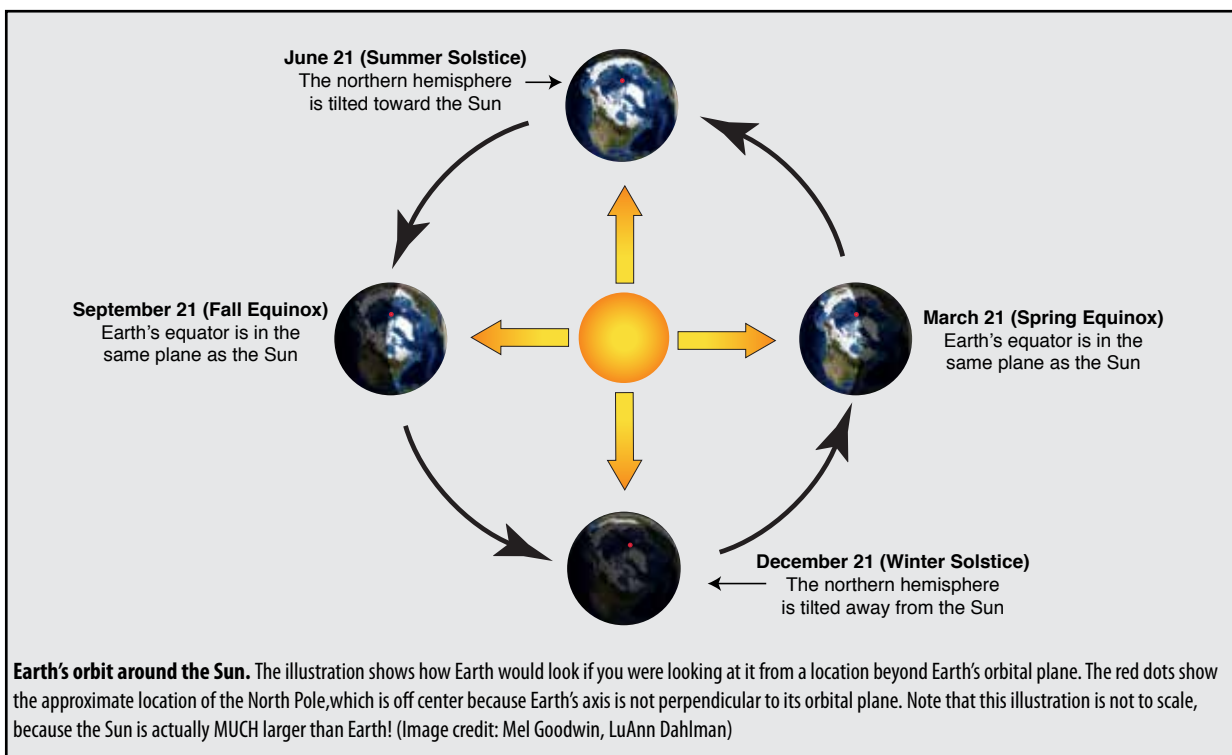 June 21 (Summer Solstice)
The northern hemisphere
is tilted toward the Sun
September 21 (Fall Equinox)
Earth's equator is in the
same plane as the Sun
March 21 (Spring Equinox)
Earth's equator is in the
same plane as the Sun
December 21 (Winter Solstice)
The northern hemisphere
is tilted away from the Sun
Earth's orbit around the Sun. The illustration shows how Earth would look if you were looking at it from a location beyond Earth's orbital plane. The red dots show
the approximate location of the North Pole,which is off center because Earth's axis is not perpendicular to its orbital plane. Note that this illustration is not to scale,
because the Sun is actually MUCH larger than Earth! (Image credit: Mel Goodwin, LuAnn Dahlman)